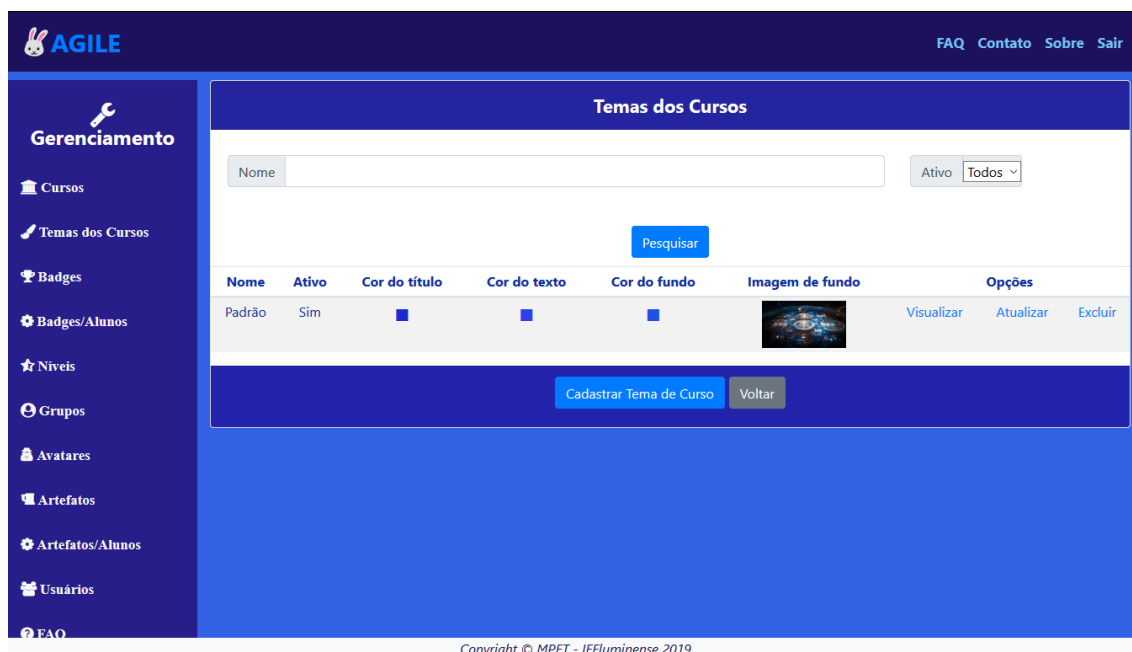 AGILE
FAQ Contato Sobre Sair
Gerenciamento
Cursos
Temas dos Cursos
Badges
Badges/Alunos
Níveis
Grupos
Avatares
Artefatos
Artefatos/Alunos
Usuários
FAQ
Temas dos Cursos
Nome
Ativo Todos
Pesquisar
Nome Ativo Cor do título Cor do texto Cor do fundo Imagem de fundo Opções
Padrão Sim Visualizar Atualizar Excluir
Cadastrar Tema de Curso Voltar
Copyright © MPET - IFFluminense 2019